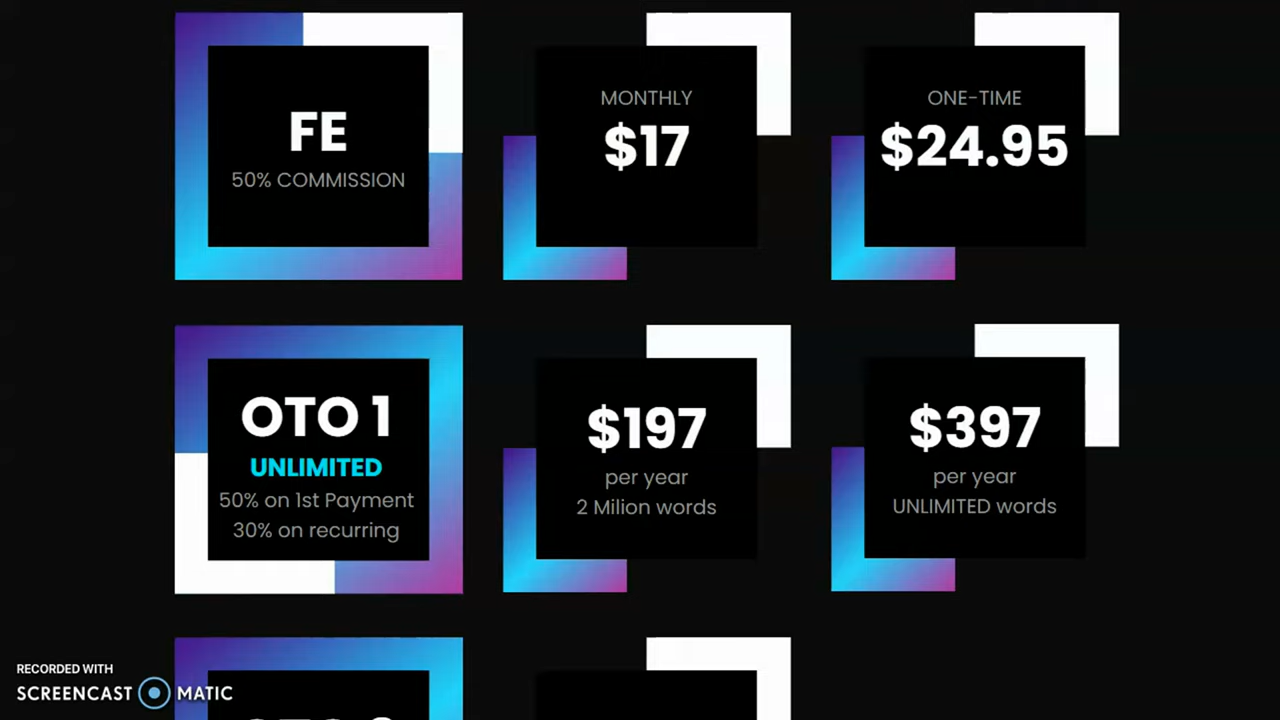 FE
50% COMMISSION
MONTHLY
$17
ONE-TIME
$24.95
OTO 1
UNLIMITED
50% on 1st Payment
30% on recurring
$197
per year
2 Milion words
$397
per year
UNLIMITED words
RECORDED WITH
SCREENCAST MATIC